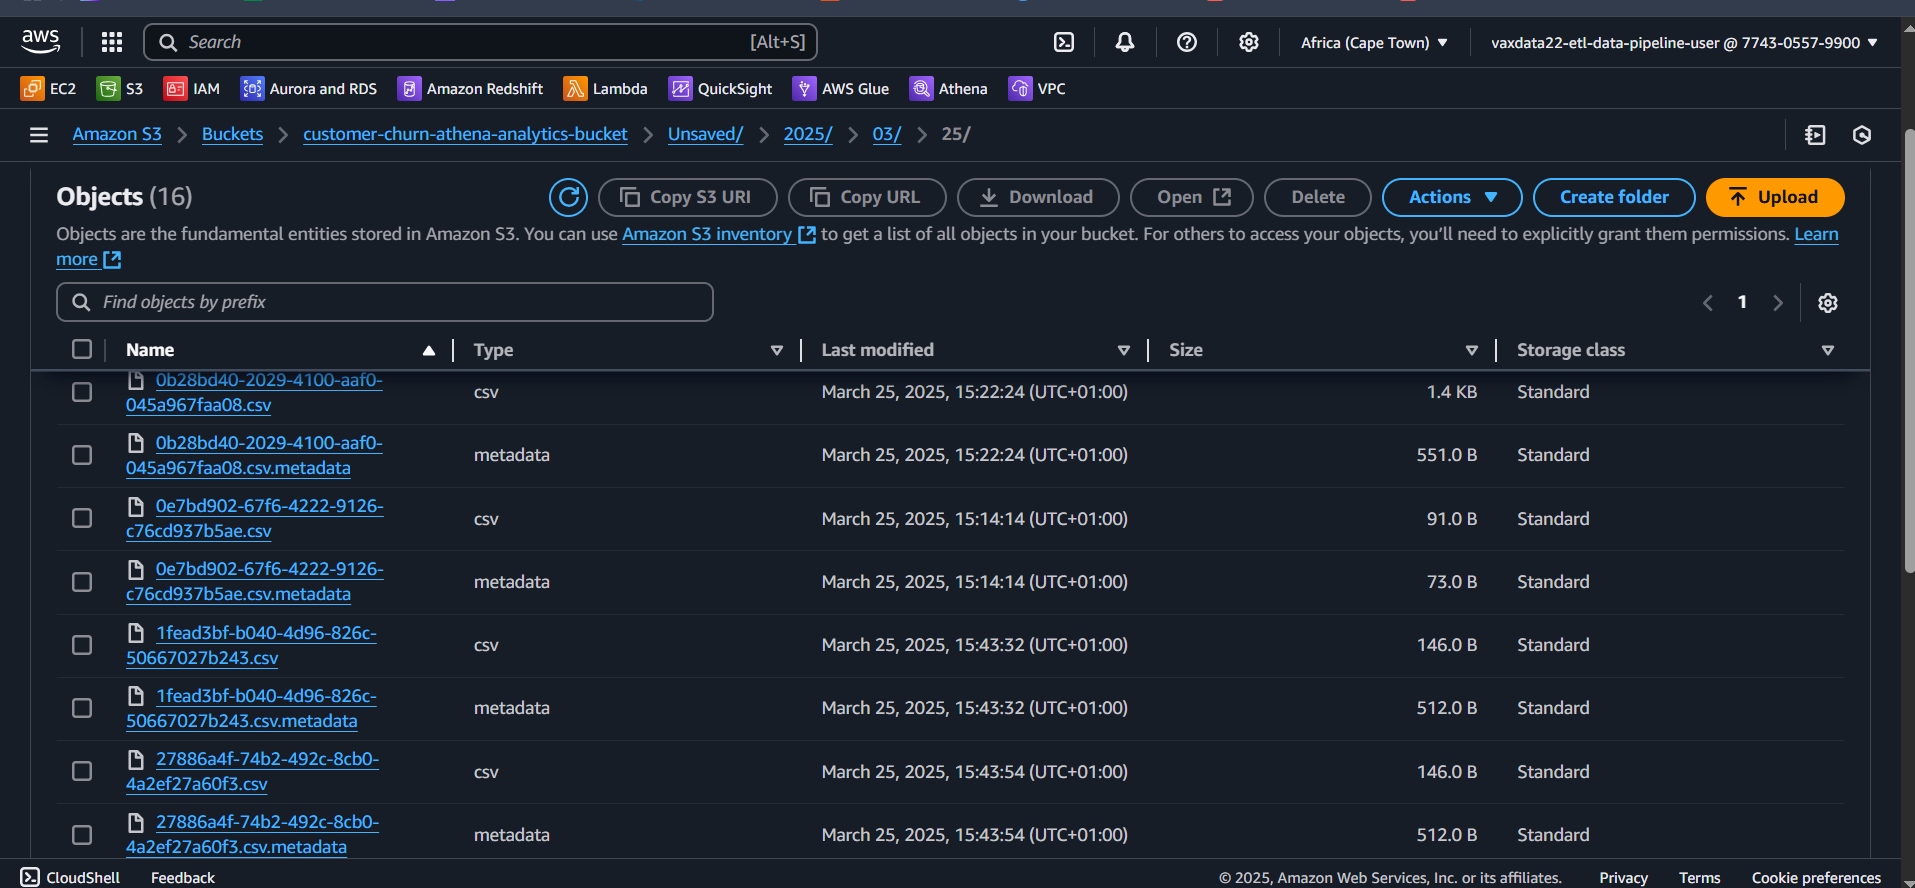 aws
Search [Alt+S]
Africa (Cape Town)
vaxdata22-etl-data-pipeline-user @ 7743-0557-9900
EC2 S3 IAM Aurora and RDS Amazon Redshift Lambda QuickSight AWS Glue Athena VPC
Amazon S3 Buckets customer-churn-athena-analytics-bucket Unsaved/ 2025/ 03/ 25/
Objects (16)
Copy S3 URI Copy URL Download Open Delete Actions Create folder Upload
Objects are the fundamental entities stored in Amazon S3. You can use Amazon S3 inventory to get a list of all objects in your bucket. For others to access your objects, you'll need to explicitly grant them permissions. Learn
more
Find objects by prefix
1
Name Type Last modified Size Storage class
0b28bd40-2029-4100-aaf0-
045a967faa08.csv
csv March 25, 2025, 15:22:24 (UTC+01:00) 1.4 KB Standard
0b28bd40-2029-4100-aaf0-
045a967faa08.csv.metadata
metadata March 25, 2025, 15:22:24 (UTC+01:00) 551.0 B Standard
0e7bd902-67f6-4222-9126-
c76cd937b5ae.csv
csv March 25, 2025, 15:14:14 (UTC+01:00) 91.0 B Standard
0e7bd902-67f6-4222-9126-
c76cd937b5ae.csv.metadata
metadata March 25, 2025, 15:14:14 (UTC+01:00) 73.0 B Standard
1fead3bf-b040-4d96-826c-
50667027b243.csv
csv March 25, 2025, 15:43:32 (UTC+01:00) 146.0 B Standard
1fead3bf-b040-4d96-826c-
50667027b243.csv.metadata
metadata March 25, 2025, 15:43:32 (UTC+01:00) 512.0 B Standard
27886a4f-74b2-492c-8cb0-
4a2ef27a60f3.csv
csv March 25, 2025, 15:43:54 (UTC+01:00) 146.0 B Standard
27886a4f-74b2-492c-8cb0-
4a2ef27a60f3.csv.metadata
metadata March 25, 2025, 15:43:54 (UTC+01:00) 512.0 B Standard
CloudShell Feedback © 2025, Amazon Web Services, Inc. or its affiliates. Privacy Terms Cookie preferences